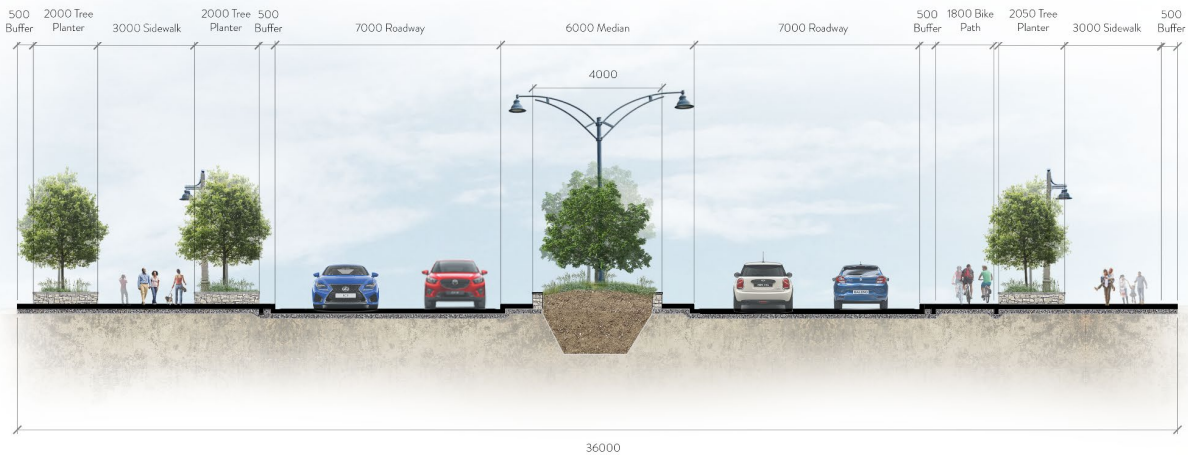 500
Buffer
2000 Tree
Planter
3000 Sidewalk
2000 Tree
Planter
500
Buffer
7000 Roadway
6000 Median
7000 Roadway
500
Buffer
1800 Bike
Path
2050 Tree
Planter
3000 Sidewalk
500
Buffer
4000
36000